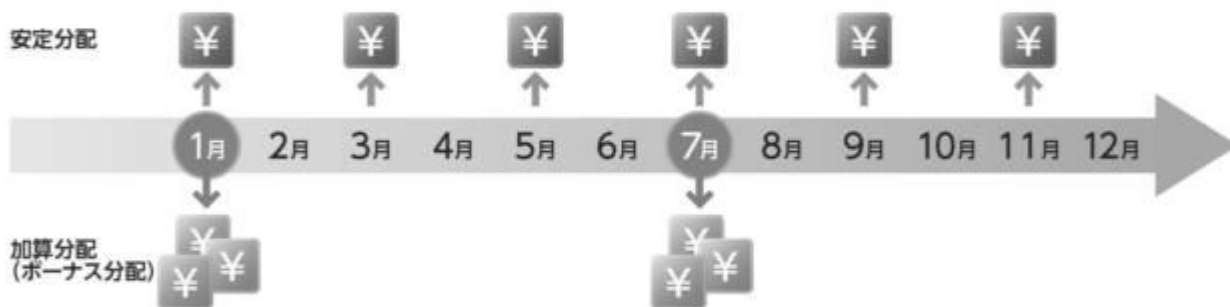 安定分配
¥ ¥ ¥ ¥ ¥ ¥
1月 2月 3月 4月 5月 6月 7月 8月 9月 10月 11月 12月
加算分配
(ボーナス分配)
¥ ¥ ¥ ¥ ¥ ¥